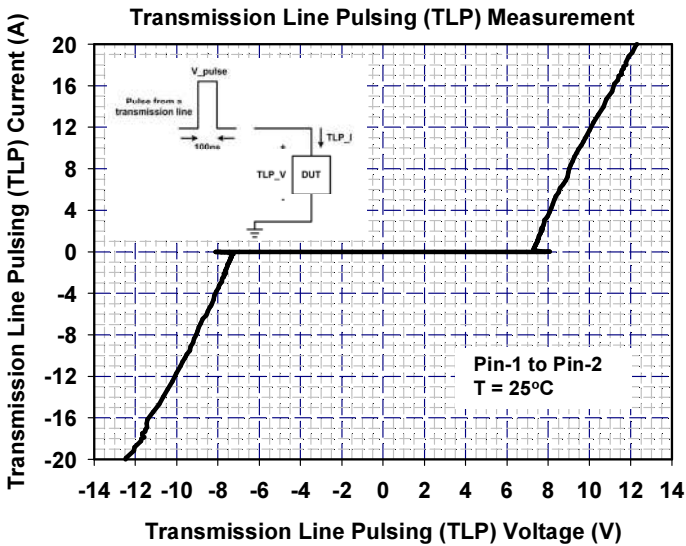 Transmission Line Pulsing (TLP) Measurement
Transmission Line Pulsing (TLP) Current (A)
20
16
12
8
4
0
-4
-8
-12
-16
-20
V_pulse
Pulse from a
transmission line
100ns
TLP_I
+
TLP_V
DUT
-
Pin-1 to Pin-2
T = 25°C
-14 -12 -10 -8 -6 -4 -2 0 2 4 6 8 10 12 14
Transmission Line Pulsing (TLP) Voltage (V)